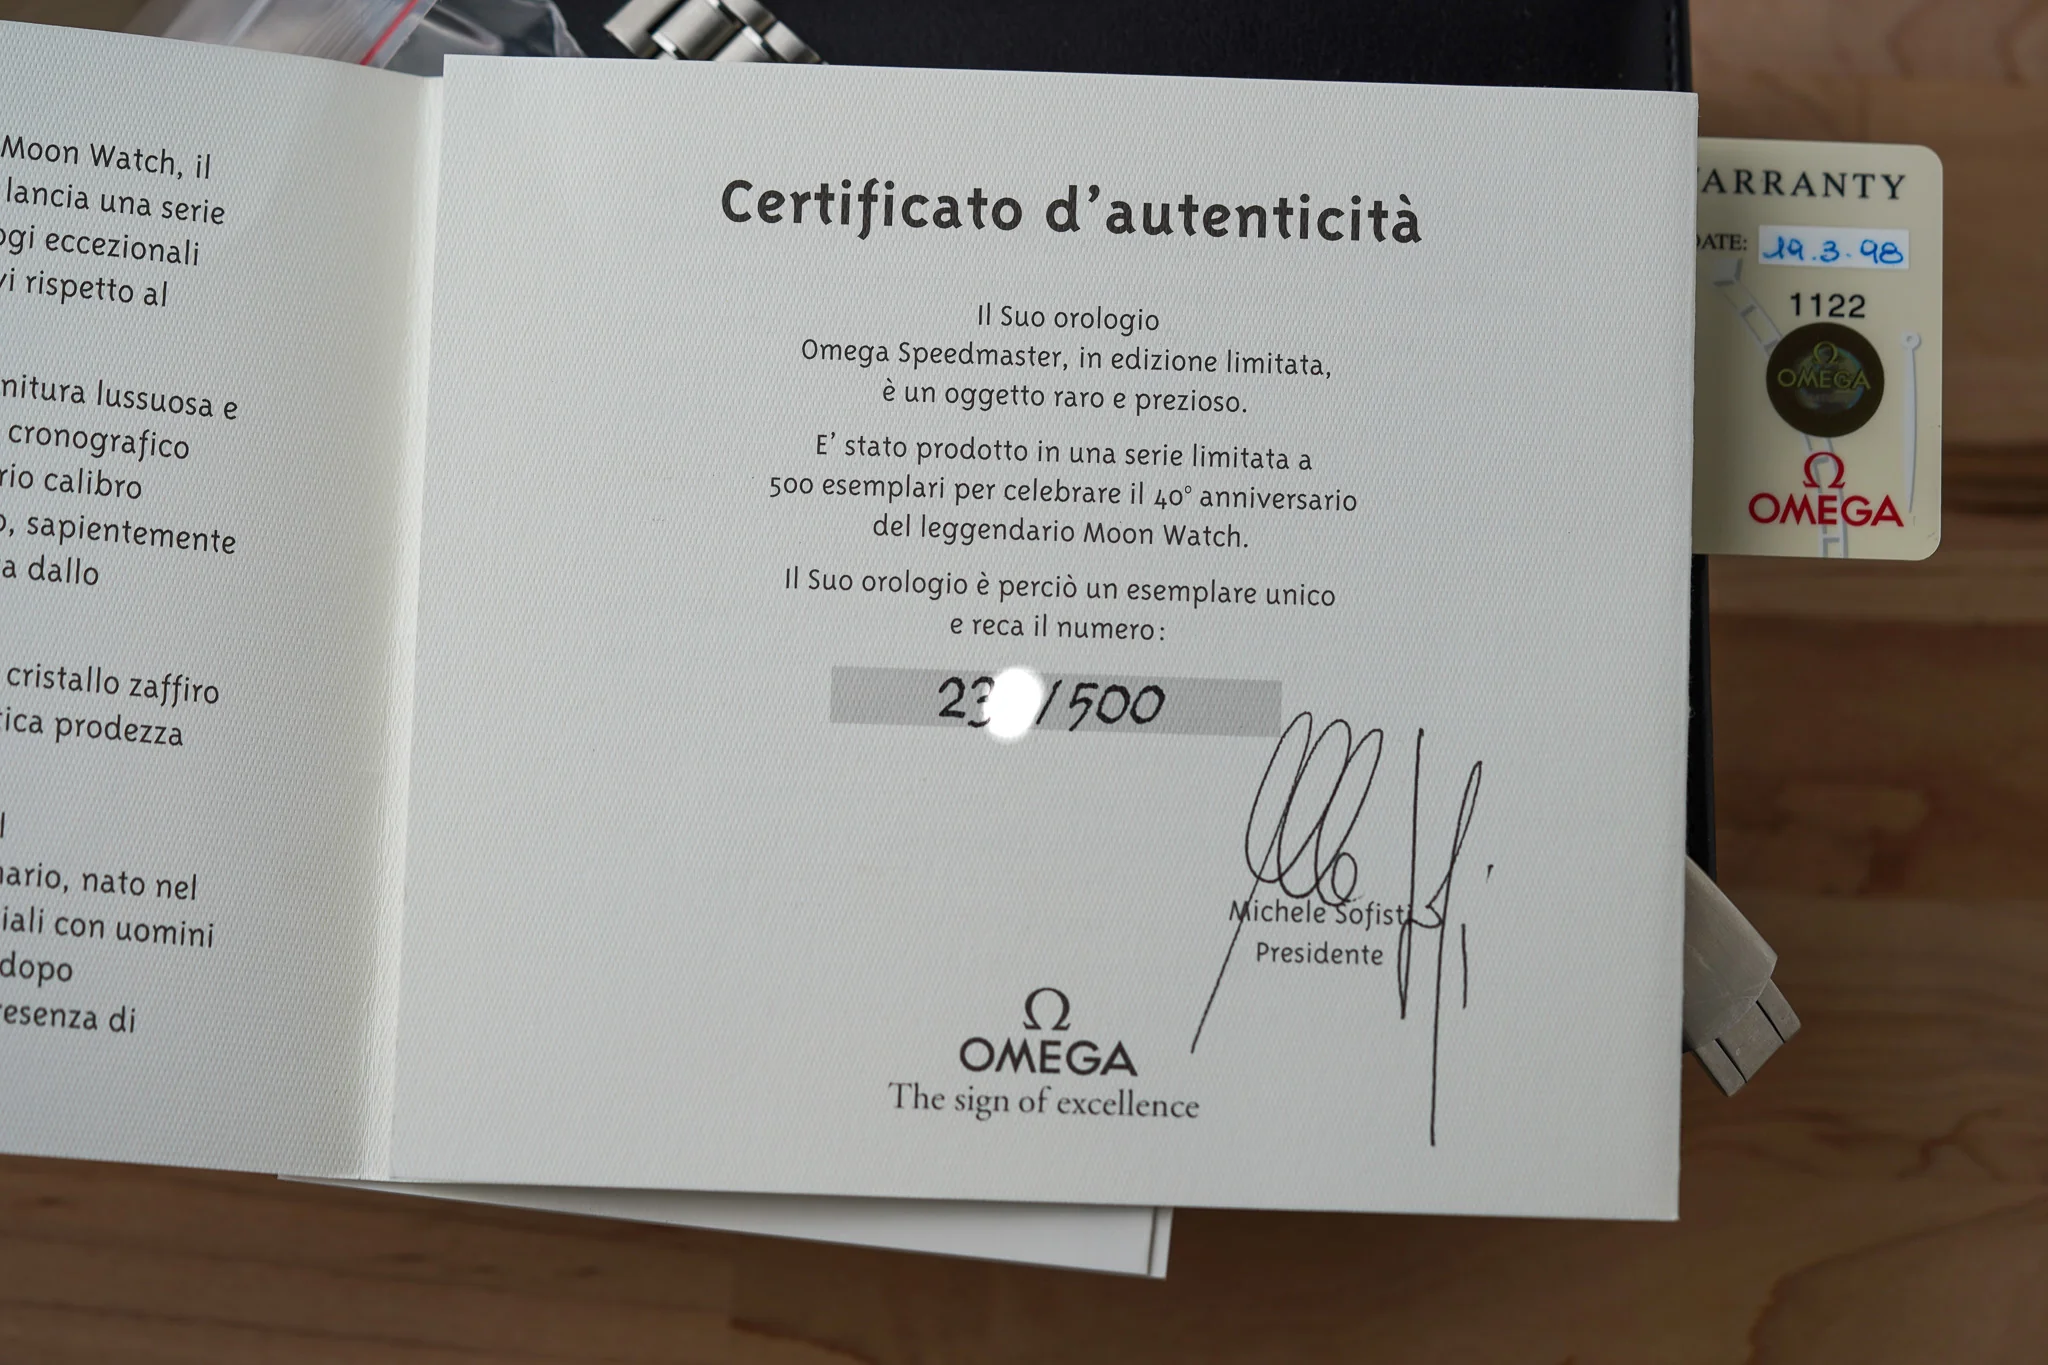 Moon Watch, il
lancia una serie
ogi eccezionali
vi rispetto al
nitura lussuosa e
cronografico
rio calibro
, sapientemente
a dallo
cristallo zaffiro
tica prodezza
l
nario, nato nel
iali con uomini
dopo
resenza di
Certificato d'autenticità
Il Suo orologio
Omega Speedmaster, in edizione limitata,
è un oggetto raro e prezioso.
E' stato prodotto in una serie limitata a
500 esemplari per celebrare il 40° anniversario
del leggendario Moon Watch.
Il Suo orologio è perciò un esemplare unico
e reca il numero:
23 /500
Michele Sofisti
Presidente
Ω
OMEGA
The sign of excellence
ARRANTY
DATE: 19.3.98
1122
Ω
OMEGA
Ω
OMEGA